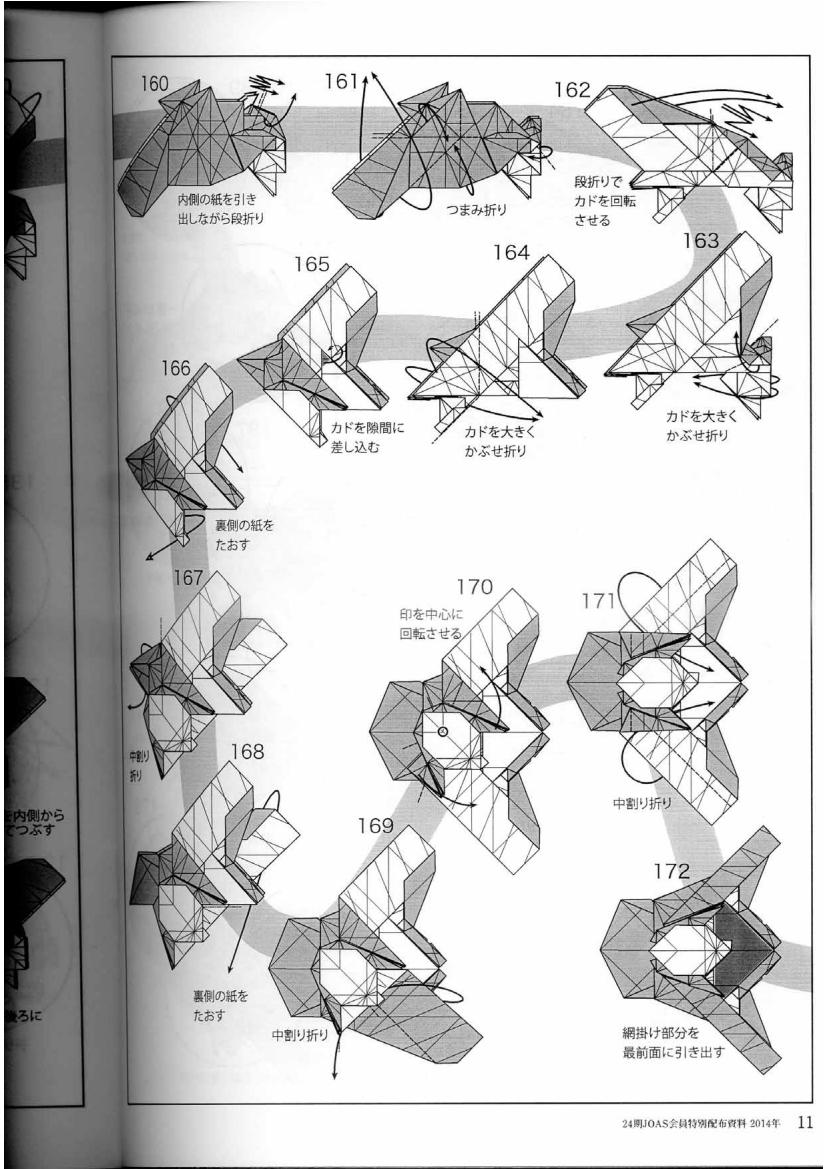 160
内側の紙を引き
出しながら段折り
161
つまみ折り
162
段折りで
カドを回転
させる
163
カドを大きく
かぶせ折り
164
カドを大きく
かぶせ折り
165
カドを隙間に
差し込む
166
裏側の紙を
たおす
167
中割り
折り
168
裏側の紙を
たおす
169
中割り折り
170
印を中心に
回転させる
171
中割り折り
172
網掛け部分を
最前面に引き出す
を内側から
てつぶす
後ろに
24期JOAS会員特別配布資料 2014年 11